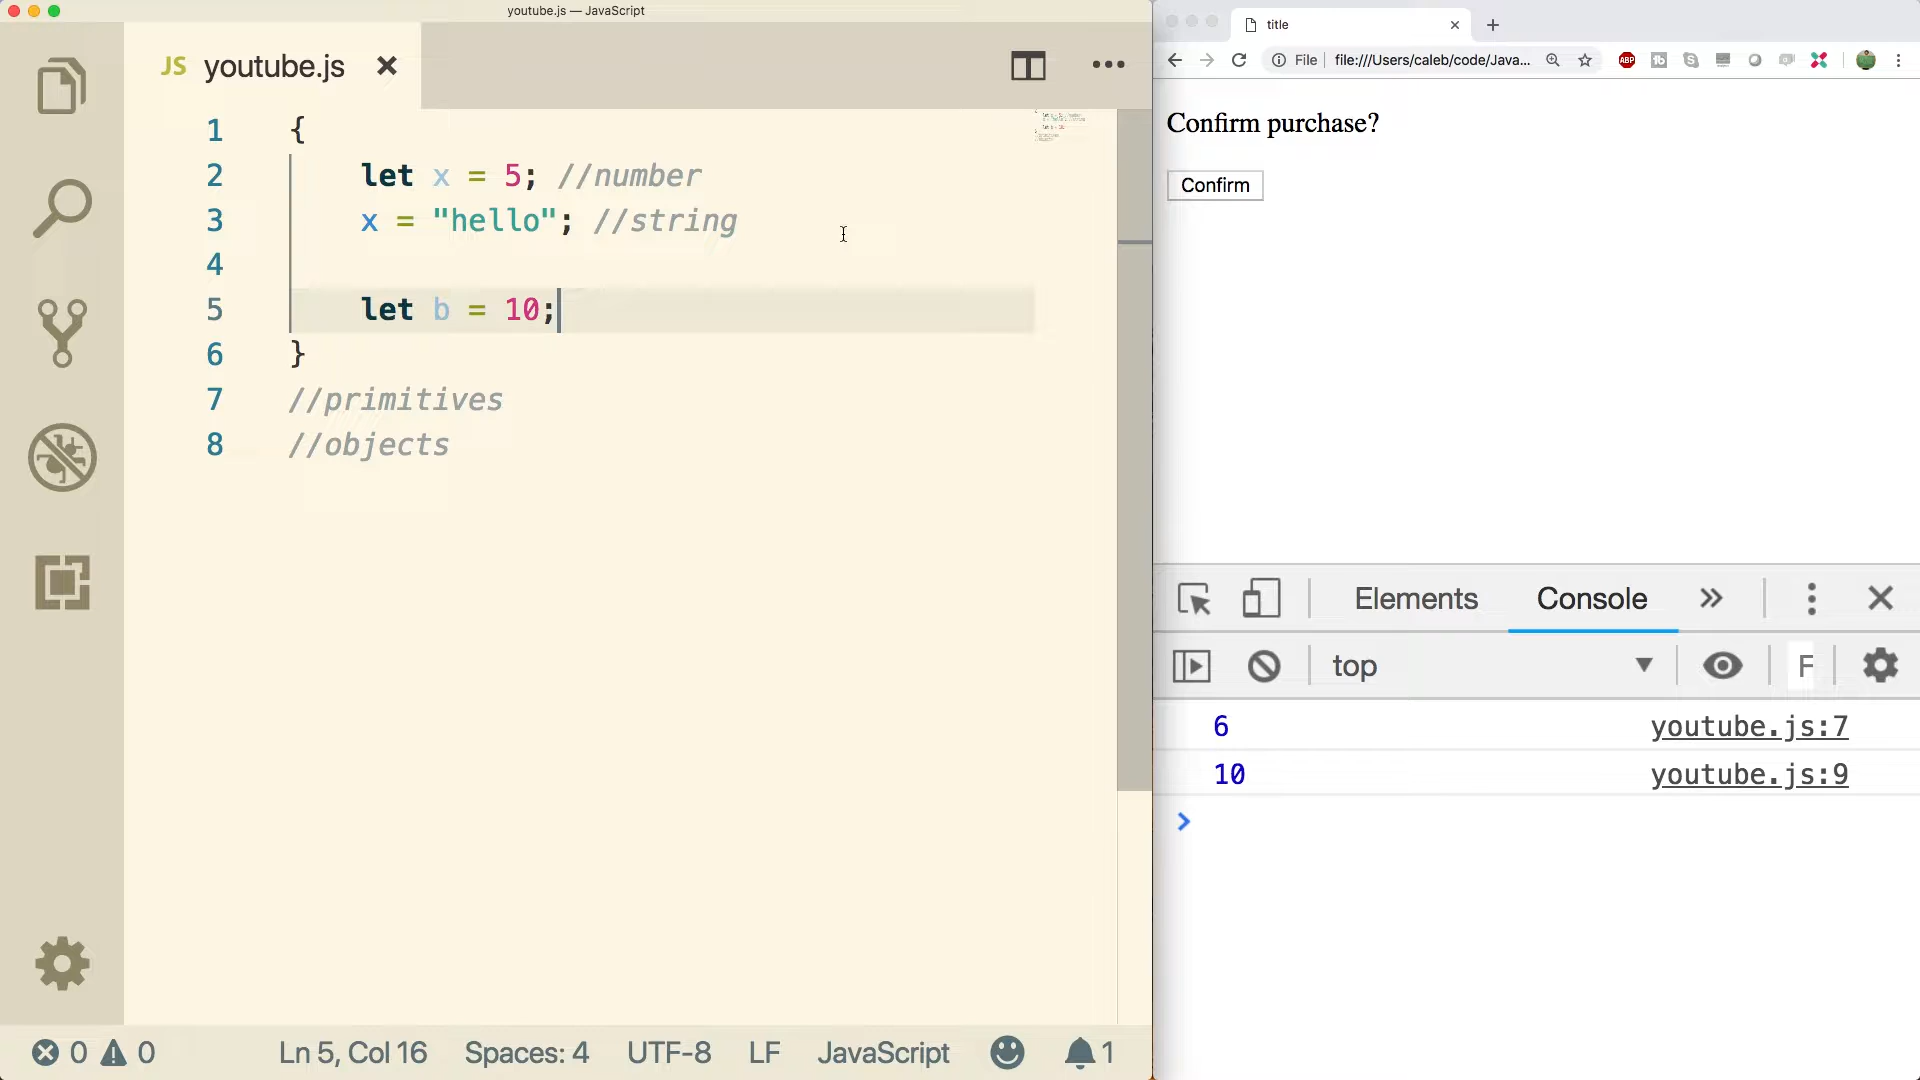 youtube.js — JavaScript
JS youtube.js
1 {
2 let x = 5; //number
3 x = "hello"; //string
4
5 let b = 10;
6 }
7 //primitives
8 //objects
0 0 Ln 5, Col 16 Spaces: 4 UTF-8 LF JavaScript 1
title
File file:///Users/caleb/code/Java...
ABP
Confirm purchase?
Confirm
Elements Console
top F
6 youtube.js:7
10 youtube.js:9